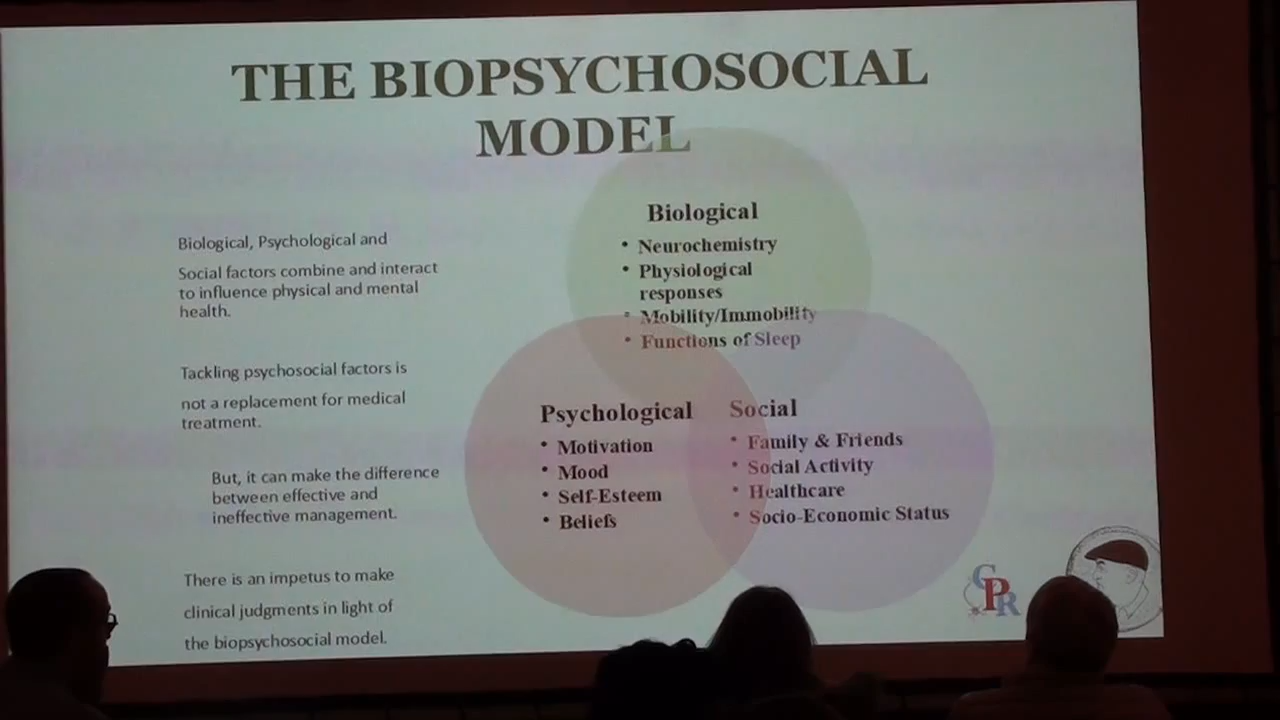 THE BIOPSYCHOSOCIAL
MODEL
Biological, Psychological and
Social factors combine and interact
to influence physical and mental
health.
Tackling psychosocial factors is
not a replacement for medical
treatment.
But, it can make the difference
between effective and
ineffective management.
There is an impetus to make
clinical judgments in light of
the biopsychosocial model.
Biological
• Neurochemistry
• Physiological
responses
• Mobility/Immobility
• Functions of Sleep
Psychological
• Motivation
• Mood
• Self-Esteem
• Beliefs
Social
• Family & Friends
• Social Activity
• Healthcare
• Socio-Economic Status
CPR